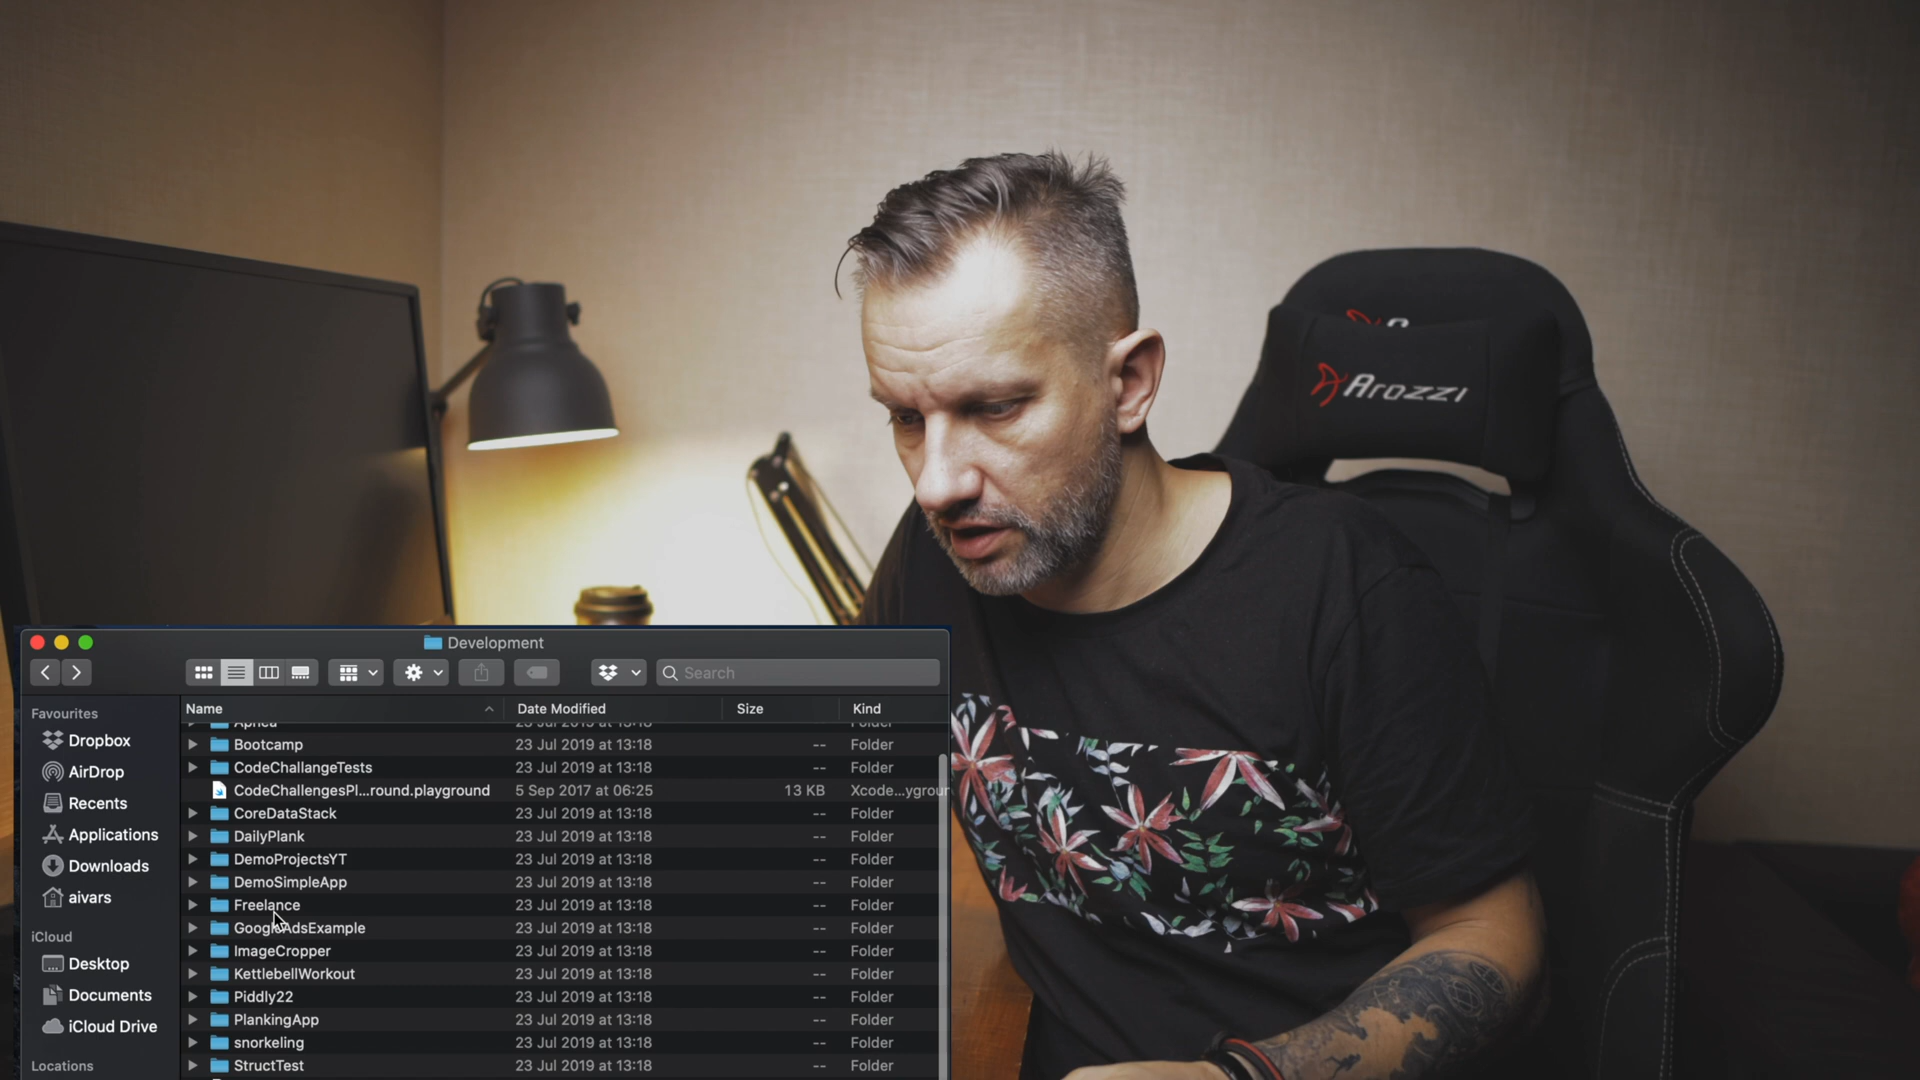 Arozzi
Development
Search
Name Date Modified Size Kind
Favourites
Dropbox
AirDrop
Recents
Applications
Downloads
aivars
iCloud
Desktop
Documents
iCloud Drive
Locations
Bootcamp 23 Jul 2019 at 13:18 -- Folder
CodeChallangeTests 23 Jul 2019 at 13:18 -- Folder
CodeChallengesPl...round.playground 5 Sep 2017 at 06:25 13 KB Xcode...ygroun
CoreDataStack 23 Jul 2019 at 13:18 -- Folder
DailyPlank 23 Jul 2019 at 13:18 -- Folder
DemoProjectsYT 23 Jul 2019 at 13:18 -- Folder
DemoSimpleApp 23 Jul 2019 at 13:18 -- Folder
Freelance 23 Jul 2019 at 13:18 -- Folder
GoogleAdsExample 23 Jul 2019 at 13:18 -- Folder
ImageCropper 23 Jul 2019 at 13:18 -- Folder
KettlebellWorkout 23 Jul 2019 at 13:18 -- Folder
Piddly22 23 Jul 2019 at 13:18 -- Folder
PlankingApp 23 Jul 2019 at 13:18 -- Folder
snorkeling 23 Jul 2019 at 13:18 -- Folder
StructTest 23 Jul 2019 at 13:18 -- Folder